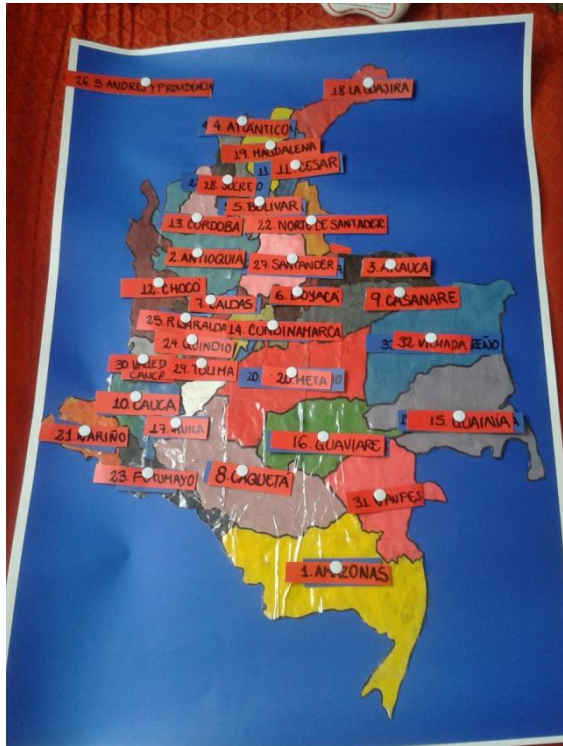 26. S. ANDRES Y PROVIDENCIA
18. LA GUAJIRA
4. ATLÁNTICO
19. MAGDALENA
11. CESAR
28. SUCRE
5. BOLIVAR
13. CORDOBA
22. NORTE DE SANTADER
2. ANTIOQUIA
27. SANTANDER
3. ARAUCA
12. CHOCO
7. CALDAS
6. BOYACA
9. CASANARE
25. RISARALDA
14. CUNDINAMARCA
24. QUINDIO
32. VICHADA
30 VALLE D
CAUCA
29. TOLIMA
20. META
10. CAUCA
17. HUILA
15. GUAINIA
21. NARIÑO
16. GUAVIARE
23. PUTUMAYO
8. CAQUETA
31. VAUPES
1. AMAZONAS